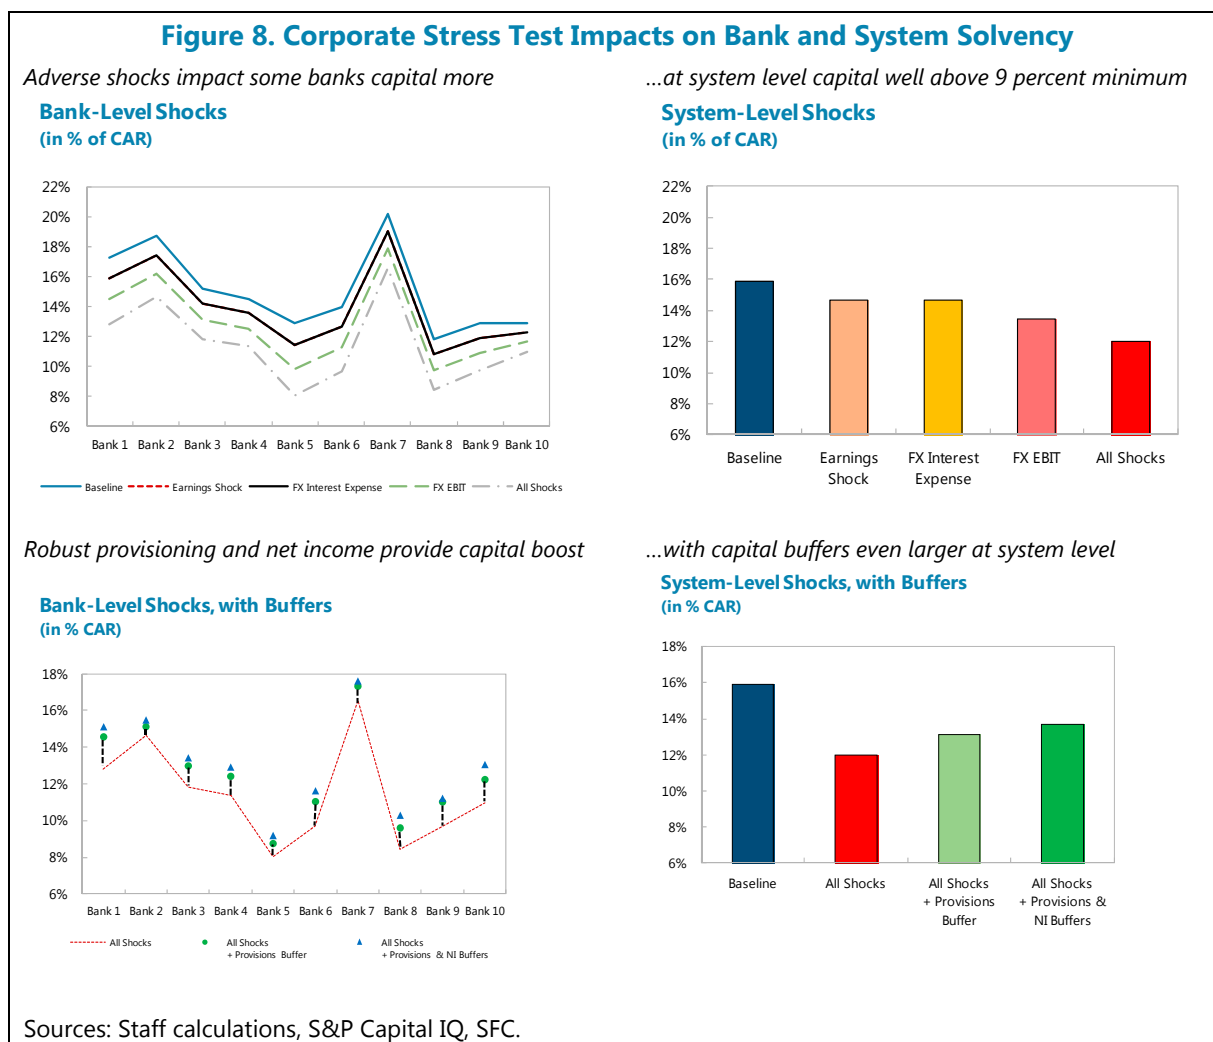 Figure 8. Corporate Stress Test Impacts on Bank and System Solvency
Adverse shocks impact some banks capital more
...at system level capital well above 9 percent minimum
Bank-Level Shocks
(in % of CAR)
22%
20%
18%
16%
14%
12%
10%
8%
6%
Bank 1 Bank 2 Bank 3 Bank 4 Bank 5 Bank 6 Bank 7 Bank 8 Bank 9 Bank 10
Baseline Earnings Shock FX Interest Expense FX EBIT All Shocks
System-Level Shocks
(in % of CAR)
22%
20%
18%
16%
14%
12%
10%
8%
6%
Baseline Earnings FX Interest FX EBIT All Shocks
Shock Expense
Robust provisioning and net income provide capital boost
...with capital buffers even larger at system level
Bank-Level Shocks, with Buffers
(in % CAR)
18%
16%
14%
12%
10%
8%
6%
Bank 1 Bank 2 Bank 3 Bank 4 Bank 5 Bank 6 Bank 7 Bank 8 Bank 9 Bank 10
All Shocks All Shocks All Shocks
+ Provisions Buffer + Provisions & NI Buffers
System-Level Shocks, with Buffers
(in % CAR)
18%
16%
14%
12%
10%
8%
6%
Baseline All Shocks All Shocks All Shocks
+ Provisions + Provisions &
Buffer NI Buffers
Sources: Staff calculations, S&P Capital IQ, SFC.